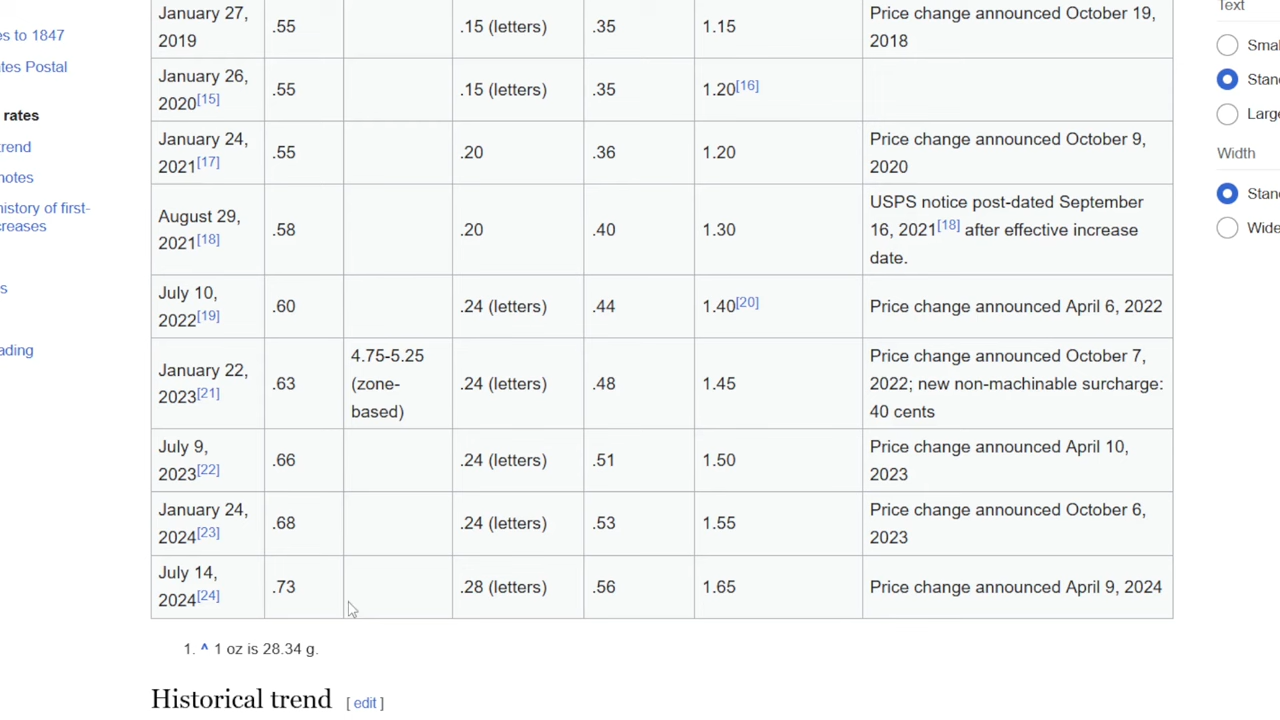 January 27, .55 .15 (letters) .35 1.15 Price change announced October 19,
2019 2018
January 26, .55 .15 (letters) .35 1.20[16]
2020[15]
January 24, .55 .20 .36 1.20 Price change announced October 9,
2021[17] 2020
August 29, .58 .20 .40 1.30 USPS notice post-dated September
2021[18] 16, 2021[18] after effective increase
date.
July 10, .60 .24 (letters) .44 1.40[20] Price change announced April 6, 2022
2022[19]
January 22, .63 4.75-5.25 .24 (letters) .48 1.45 Price change announced October 7,
2023[21] (zone- 2022; new non-machinable surcharge:
based) 40 cents
July 9, .66 .24 (letters) .51 1.50 Price change announced April 10,
2023[22] 2023
January 24, .68 .24 (letters) .53 1.55 Price change announced October 6,
2024[23] 2023
July 14, .73 .28 (letters) .56 1.65 Price change announced April 9, 2024
2024[24]
1. ^ 1 oz is 28.34 g.
Historical trend [ edit ]
es to 1847
tes Postal
rates
rend
notes
history of first-
creases
s
ading
Text
Smal
Stand
Large
Width
Stand
Wide